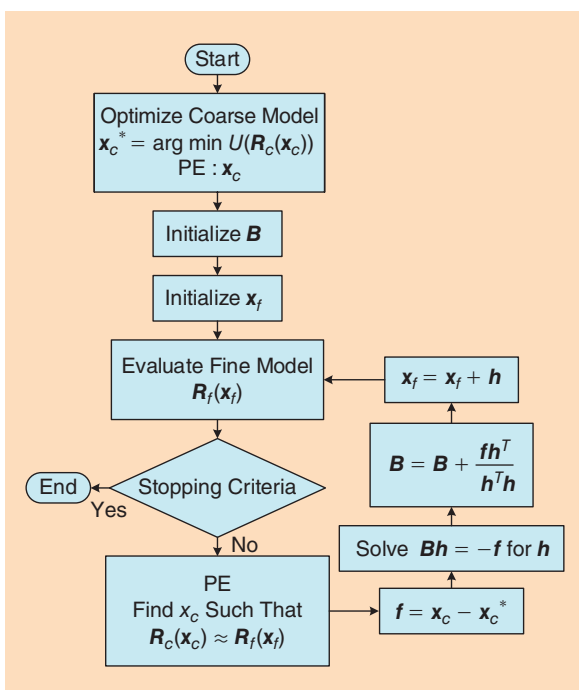 Start
Optimize Coarse Model
x_c* = arg min U(R_c(x_c))
PE : x_c
Initialize B
Initialize x_f
Evaluate Fine Model
R_f(x_f)
Stopping Criteria
Yes
End
No
PE
Find x_c Such That
R_c(x_c) ≈ R_f(x_f)
f = x_c − x_c*
Solve Bh = −f for h
B = B + fh^T / h^Th
x_f = x_f + h